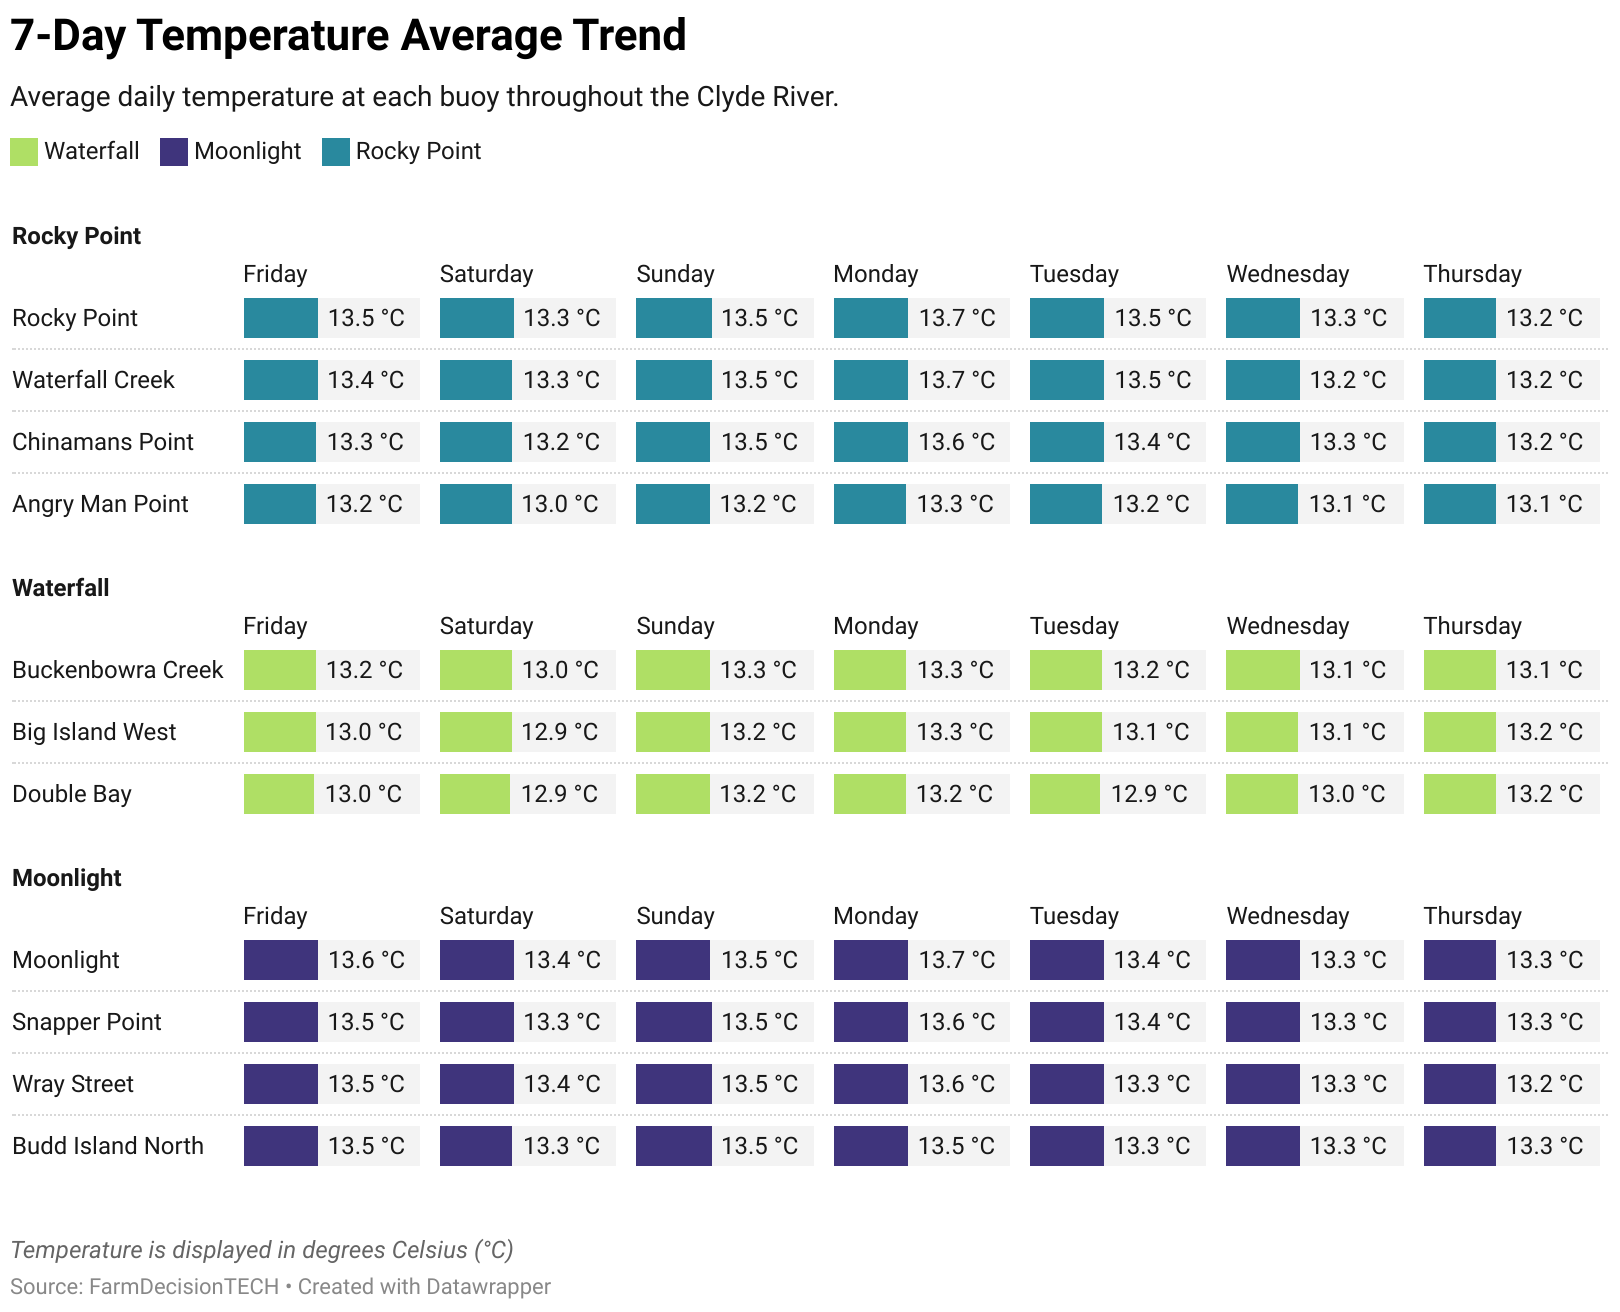 7-Day Temperature Average Trend
Average daily temperature at each buoy throughout the Clyde River.
Waterfall Moonlight Rocky Point
Rocky Point
Friday Saturday Sunday Monday Tuesday Wednesday Thursday
Rocky Point 13.5 °C 13.3 °C 13.5 °C 13.7 °C 13.5 °C 13.3 °C 13.2 °C
Waterfall Creek 13.4 °C 13.3 °C 13.5 °C 13.7 °C 13.5 °C 13.2 °C 13.2 °C
Chinamans Point 13.3 °C 13.2 °C 13.5 °C 13.6 °C 13.4 °C 13.3 °C 13.2 °C
Angry Man Point 13.2 °C 13.0 °C 13.2 °C 13.3 °C 13.2 °C 13.1 °C 13.1 °C
Waterfall
Friday Saturday Sunday Monday Tuesday Wednesday Thursday
Buckenbowra Creek 13.2 °C 13.0 °C 13.3 °C 13.3 °C 13.2 °C 13.1 °C 13.1 °C
Big Island West 13.0 °C 12.9 °C 13.2 °C 13.3 °C 13.1 °C 13.1 °C 13.2 °C
Double Bay 13.0 °C 12.9 °C 13.2 °C 13.2 °C 12.9 °C 13.0 °C 13.2 °C
Moonlight
Friday Saturday Sunday Monday Tuesday Wednesday Thursday
Moonlight 13.6 °C 13.4 °C 13.5 °C 13.7 °C 13.4 °C 13.3 °C 13.3 °C
Snapper Point 13.5 °C 13.3 °C 13.5 °C 13.6 °C 13.4 °C 13.3 °C 13.3 °C
Wray Street 13.5 °C 13.4 °C 13.5 °C 13.6 °C 13.3 °C 13.3 °C 13.2 °C
Budd Island North 13.5 °C 13.3 °C 13.5 °C 13.5 °C 13.3 °C 13.3 °C 13.3 °C
Temperature is displayed in degrees Celsius (°C)
Source: FarmDecisionTECH • Created with Datawrapper